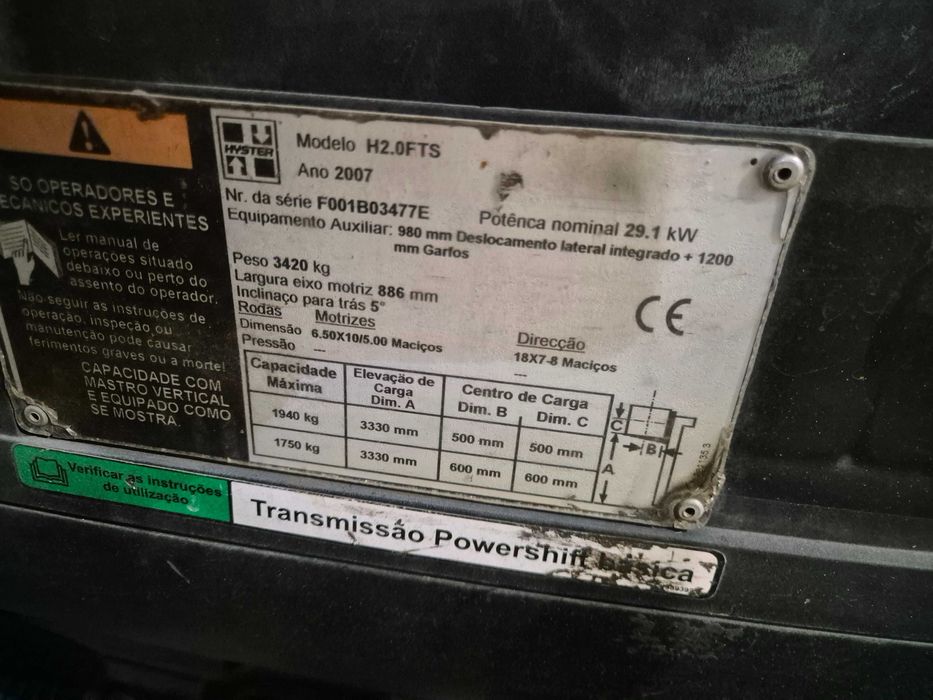 SO OPERADORES E
ECANICOS EXPERIENTES
Ler manual de
operações situado
debaixo ou perto do
assento do operador.
Não seguir as instruções de
operação, inspeção ou
manutenção pode causar
ferimentos graves ou a morte!
CAPACIDADE COM
MASTRO VERTICAL
E EQUIPADO COMO
SE MOSTRA.
HYSTER
Modelo H2.0FTS
Ano 2007
Nr. da série F001B03477E
Potênca nominal 29.1 kW
Equipamento Auxiliar: 980 mm Deslocamento lateral integrado + 1200
mm Garfos
Peso 3420 kg
Largura eixo motriz 886 mm
Inclinaço para trás 5°
Rodas Motrizes Direcção
Dimensão 6.50X10/5.00 Maciços 18X7-8 Maciços
Pressão --- ---
CE
Capacidade Máxima Elevação de Carga Dim. A Centro de Carga Dim. B Dim. C
1940 kg 3330 mm 500 mm 500 mm
1750 kg 3330 mm 600 mm 600 mm
C
B
A
Verificar as instruções
de utilização
Transmissão Powershift básica